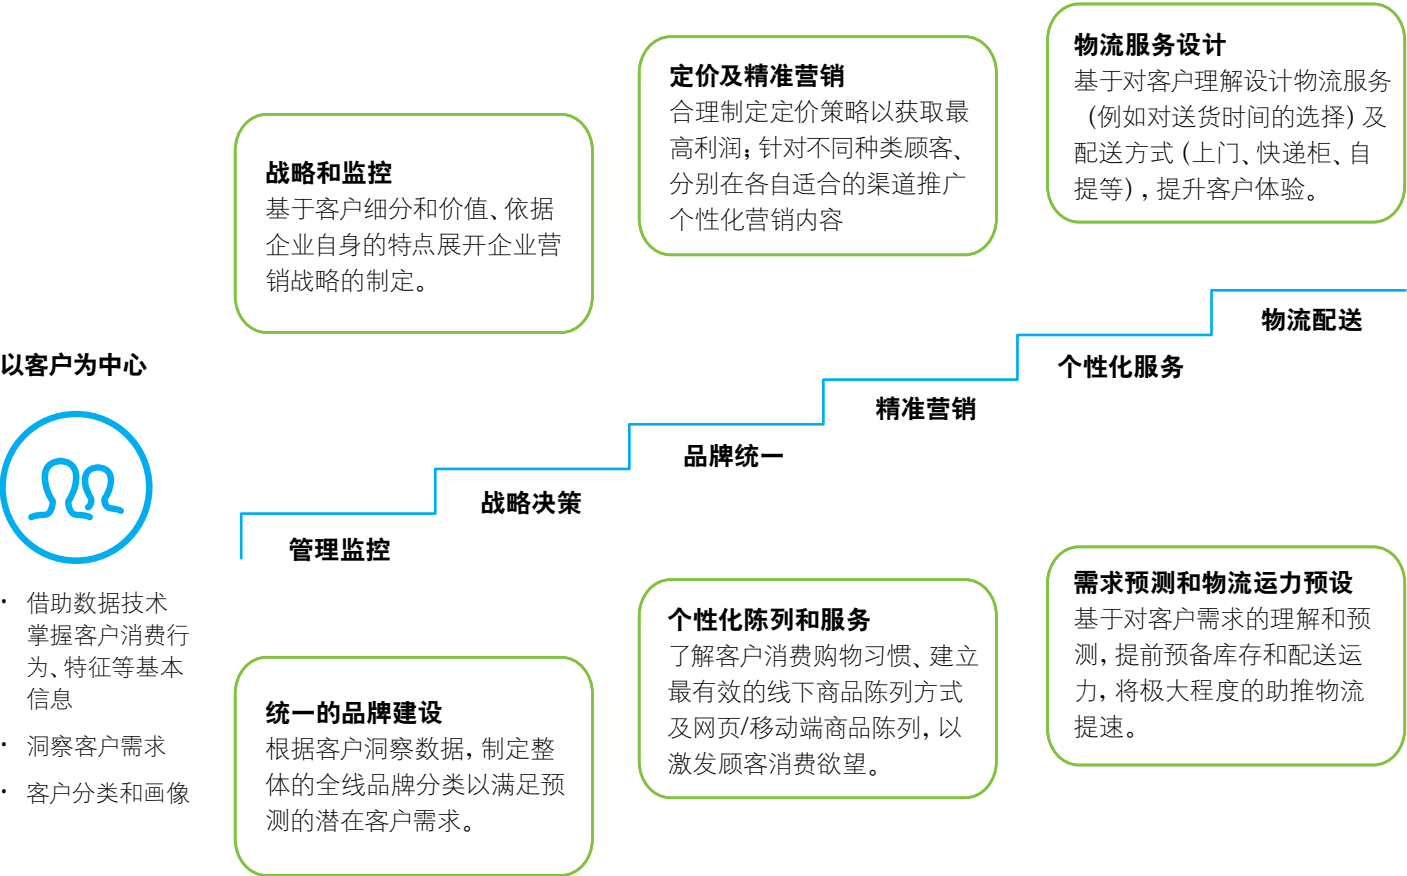 以客户为中心
· 借助数据技术
掌握客户消费行
为、特征等基本
信息
· 洞察客户需求
· 客户分类和画像
战略和监控
基于客户细分和价值、依据
企业自身的特点展开企业营
销战略的制定。
定价及精准营销
合理制定定价策略以获取最
高利润；针对不同种类顾客、
分别在各自适合的渠道推广
个性化营销内容
物流服务设计
基于对客户理解设计物流服务
（例如对送货时间的选择）及
配送方式（上门、快递柜、自
提等），提升客户体验。
管理监控
战略决策
品牌统一
精准营销
个性化服务
物流配送
统一的品牌建设
根据客户洞察数据，制定整
体的全线品牌分类以满足预
测的潜在客户需求。
个性化陈列和服务
了解客户消费购物习惯、建立
最有效的线下商品陈列方式
及网页/移动端商品陈列，以
激发顾客消费欲望。
需求预测和物流运力预设
基于对客户需求的理解和预
测，提前预备库存和配送运
力，将极大程度的助推物流
提速。